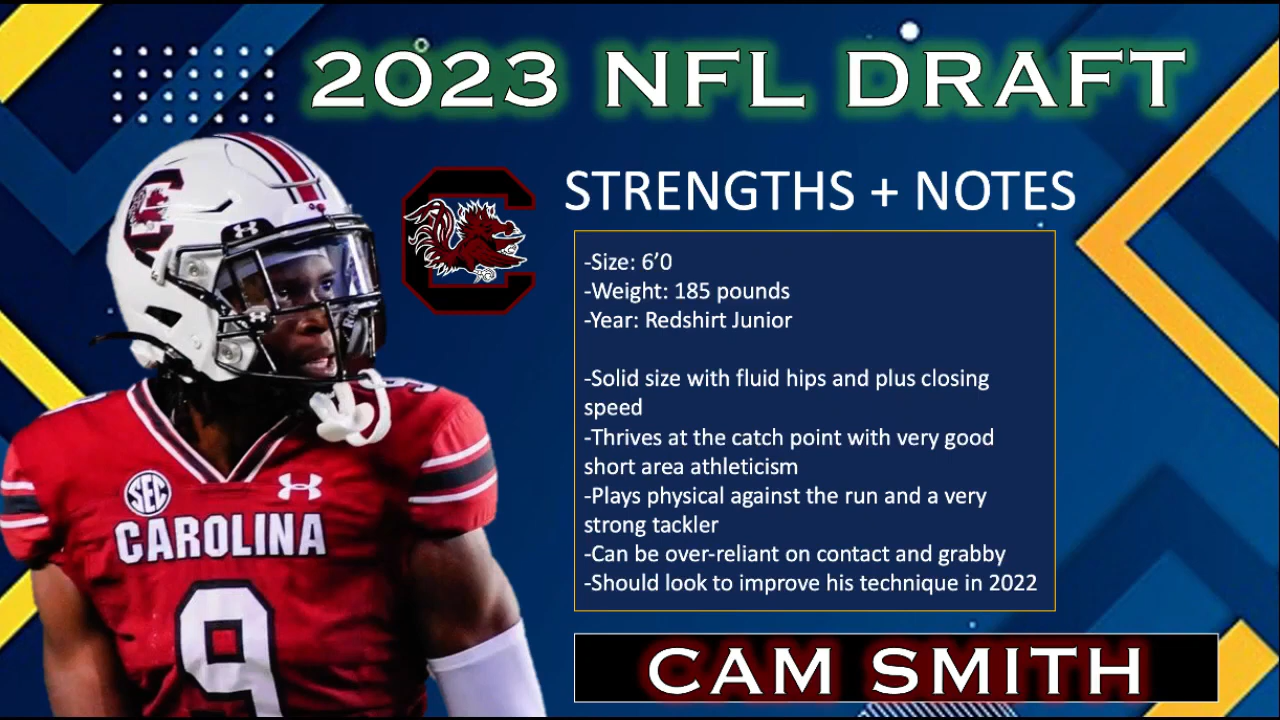 2023 NFL DRAFT
STRENGTHS + NOTES
-Size: 6’0
-Weight: 185 pounds
-Year: Redshirt Junior
-Solid size with fluid hips and plus closing
speed
-Thrives at the catch point with very good
short area athleticism
-Plays physical against the run and a very
strong tackler
-Can be over-reliant on contact and grabby
-Should look to improve his technique in 2022
C
C
9
SEC
CAROLINA
9
CAM SMITH